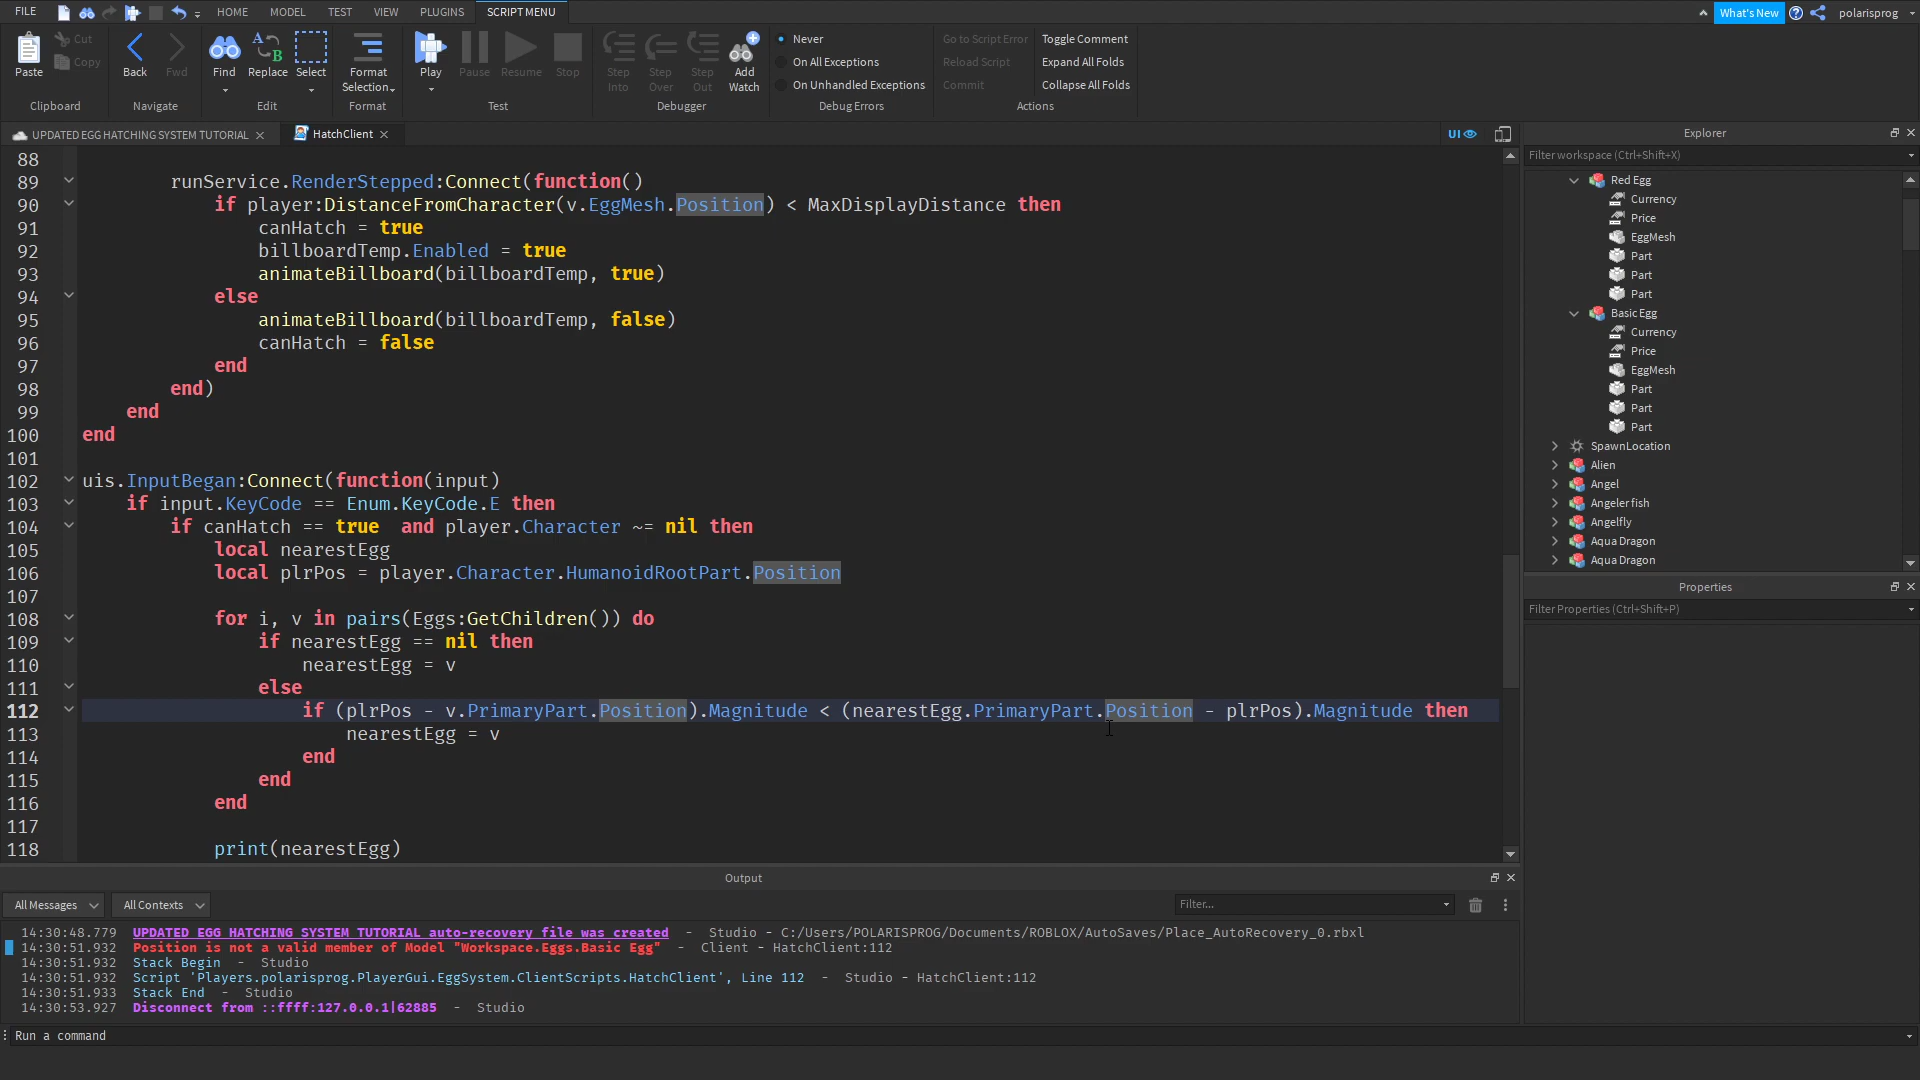 FILE HOME MODEL TEST VIEW PLUGINS SCRIPT MENU What's New polarisprog
Paste Cut Copy Back Fwd Find Replace Select Format Selection Play Pause Resume Stop Step Into Step Over Step Out Add Watch
Never
On All Exceptions
On Unhandled Exceptions
Go to Script Error
Reload Script
Commit
Toggle Comment
Expand All Folds
Collapse All Folds
Clipboard Navigate Edit Format Test Debugger Debug Errors Actions
UPDATED EGG HATCHING SYSTEM TUTORIAL HatchClient UI
88
89 runService.RenderStepped:Connect(function()
90 if player:DistanceFromCharacter(v.EggMesh.Position) < MaxDisplayDistance then
91 canHatch = true
92 billboardTemp.Enabled = true
93 animateBillboard(billboardTemp, true)
94 else
95 animateBillboard(billboardTemp, false)
96 canHatch = false
97 end
98 end)
99 end
100 end
101
102 uis.InputBegan:Connect(function(input)
103 if input.KeyCode == Enum.KeyCode.E then
104 if canHatch == true  and player.Character ~= nil then
105 local nearestEgg
106 local plrPos = player.Character.HumanoidRootPart.Position
107
108 for i, v in pairs(Eggs:GetChildren()) do
109 if nearestEgg == nil then
110 nearestEgg = v
111 else
112 if (plrPos - v.PrimaryPart.Position).Magnitude < (nearestEgg.PrimaryPart.Position - plrPos).Magnitude then
113 nearestEgg = v
114 end
115 end
116 end
117
118 print(nearestEgg)
Explorer
Filter workspace (Ctrl+Shift+X)
Red Egg
Currency
Price
EggMesh
Part
Part
Part
Basic Egg
Currency
Price
EggMesh
Part
Part
Part
SpawnLocation
Alien
Angel
Angelerfish
Angelfly
Aqua Dragon
Aqua Dragon
Properties
Filter Properties (Ctrl+Shift+P)
Output
All Messages All Contexts Filter...
14:30:48.779 UPDATED EGG HATCHING SYSTEM TUTORIAL auto-recovery file was created - Studio - C:/Users/POLARISPROG/Documents/ROBLOX/AutoSaves/Place_AutoRecovery_0.rbxl
14:30:51.932 Position is not a valid member of Model "Workspace.Eggs.Basic Egg" - Client - HatchClient:112
14:30:51.932 Stack Begin - Studio
14:30:51.932 Script 'Players.polarisprog.PlayerGui.EggSystem.ClientScripts.HatchClient', Line 112 - Studio - HatchClient:112
14:30:51.933 Stack End - Studio
14:30:53.927 Disconnect from ::ffff:127.0.0.1|62885 - Studio
Run a command